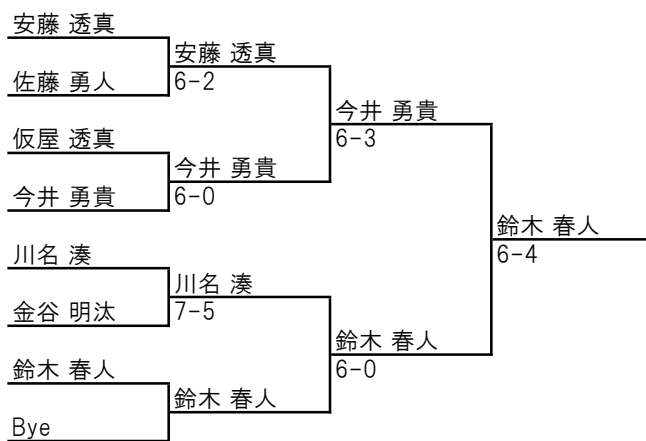 安藤 透真
佐藤 勇人
仮屋 透真
今井 勇貴
川名 湊
金谷 明汰
鈴木 春人
Bye
安藤 透真
6-2
今井 勇貴
6-0
川名 湊
7-5
鈴木 春人
今井 勇貴
6-3
鈴木 春人
6-0
鈴木 春人
6-4